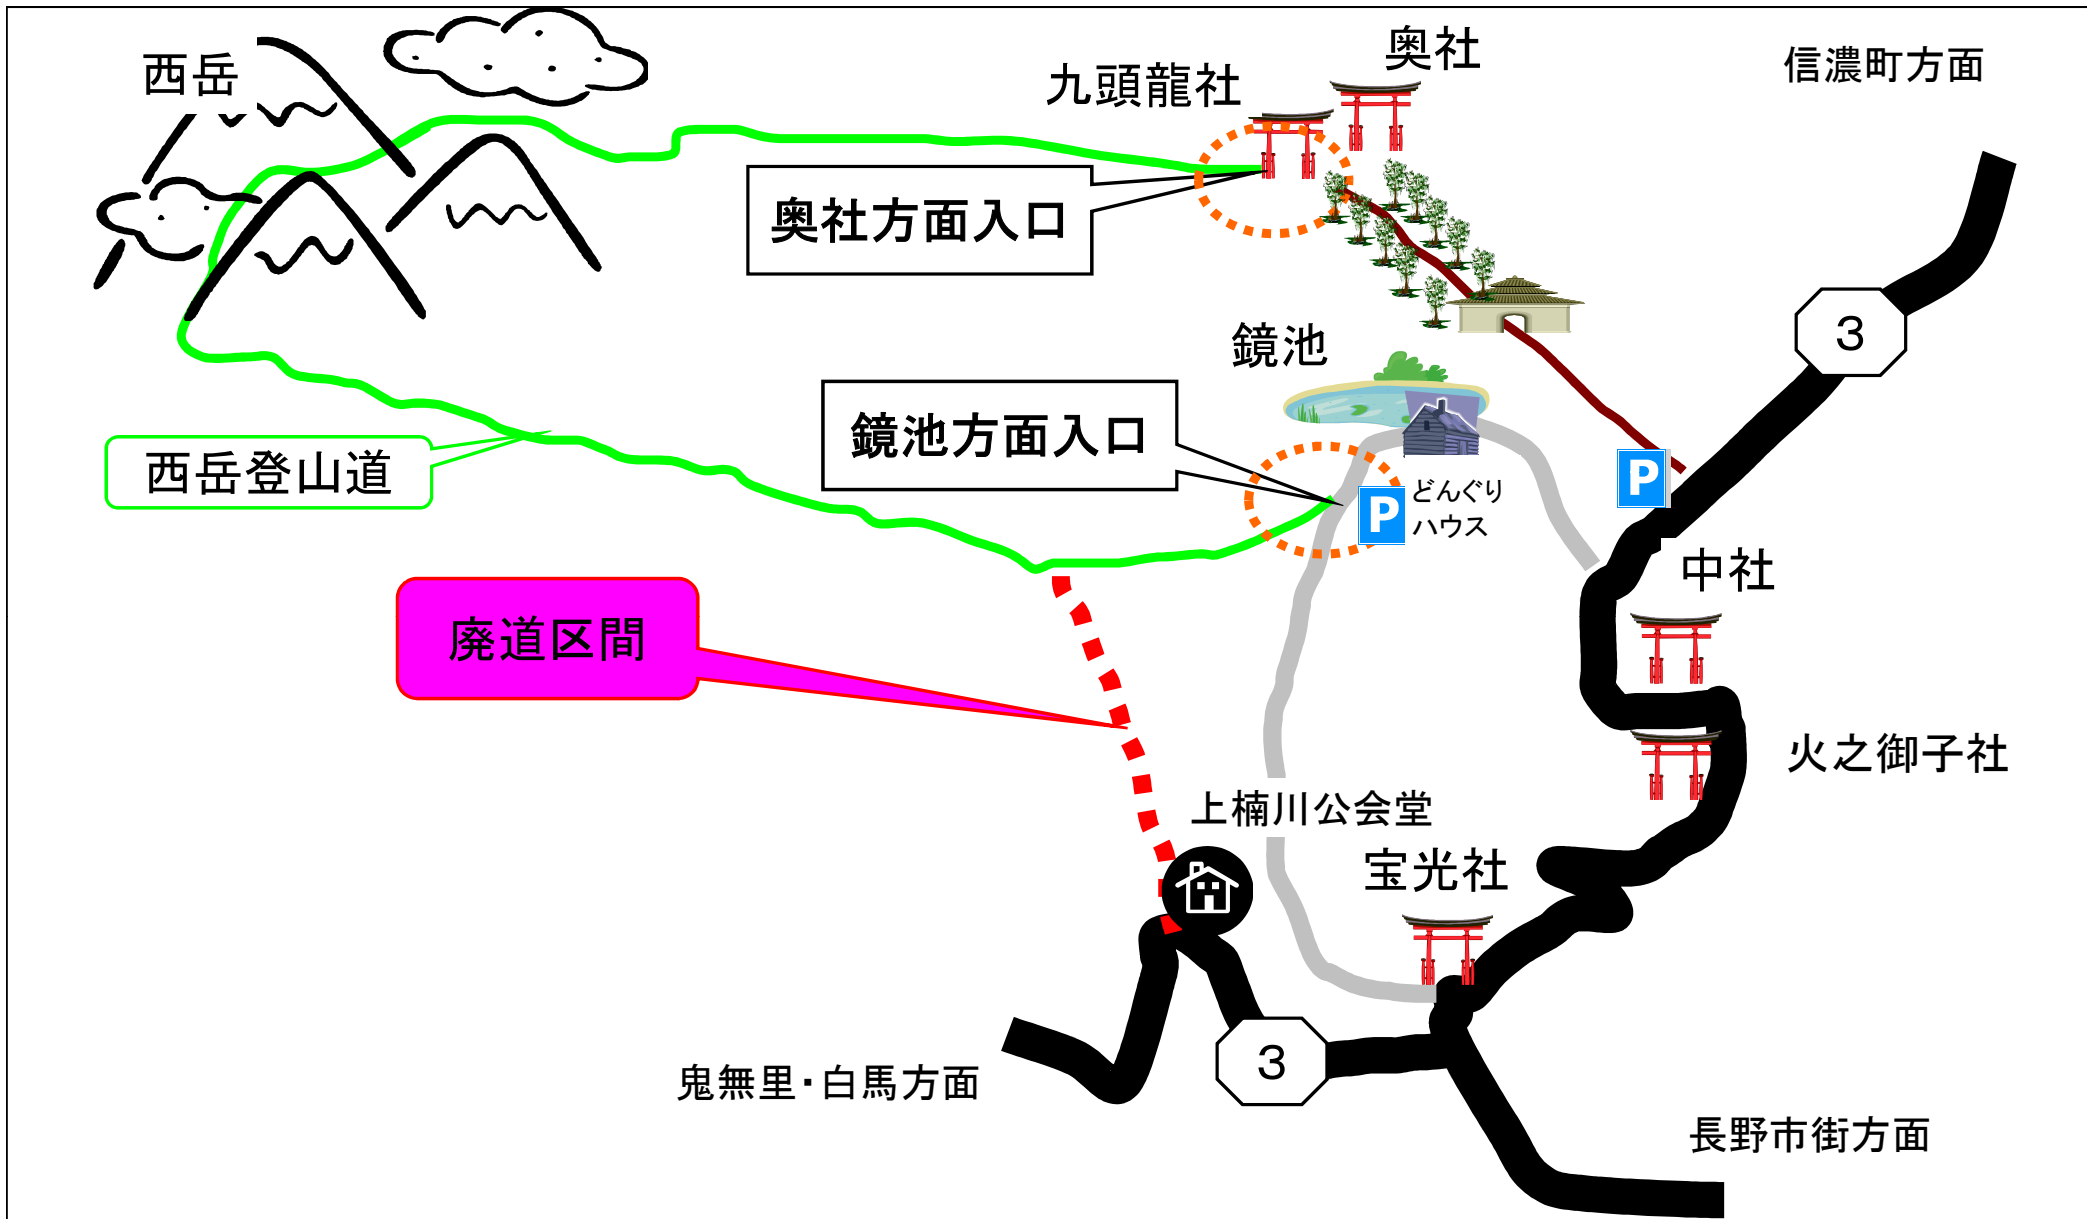 西岳
九頭龍社
奥社
信濃町方面
奥社方面入口
3
鏡池
鏡池方面入口
西岳登山道
P
P
どんぐり
ハウス
中社
廃道区間
火之御子社
上楠川公会堂
宝光社
3
鬼無里・白馬方面
長野市街方面